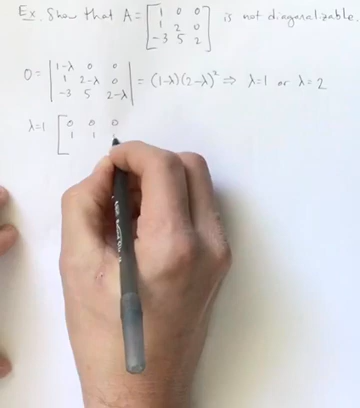 Ex. Show that A = [1 0 0; 1 2 0; -3 5 2] is not diagonalizable.
0 = |1-λ 0 0; 1 2-λ 0; -3 5 2-λ| = (1-λ)(2-λ)² ⇒ λ=1 or λ=2
λ=1 [0 0 0; 1 1